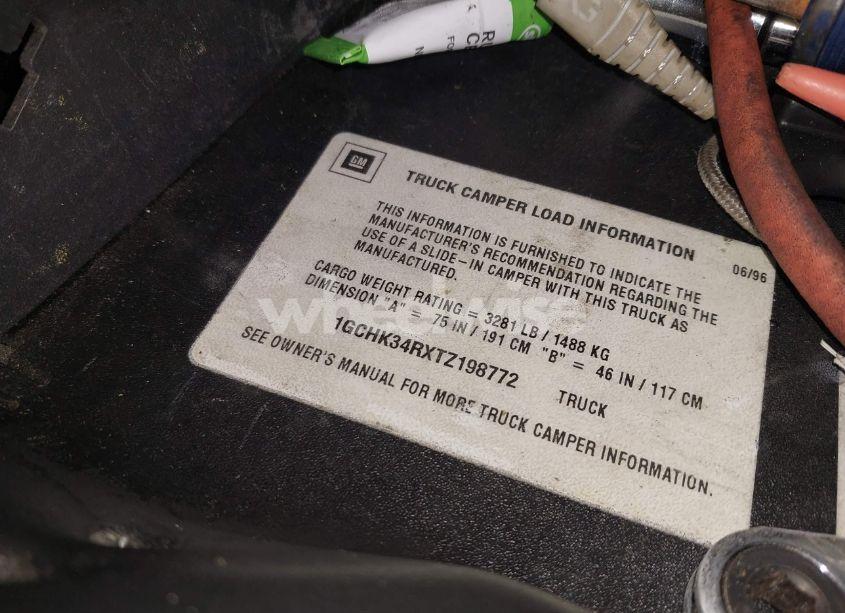 GM
TRUCK CAMPER LOAD INFORMATION
06/96
THIS INFORMATION IS FURNISHED TO INDICATE THE
MANUFACTURER'S RECOMMENDATION REGARDING THE
USE OF A SLIDE-IN CAMPER WITH THIS TRUCK AS
MANUFACTURED.
CARGO WEIGHT RATING = 3281 LB / 1488 KG
DIMENSION "A" = 75 IN / 191 CM "B" = 46 IN / 117 CM
1GCHK34RXTZ198772 TRUCK
SEE OWNER'S MANUAL FOR MORE TRUCK CAMPER INFORMATION.
wheelwise